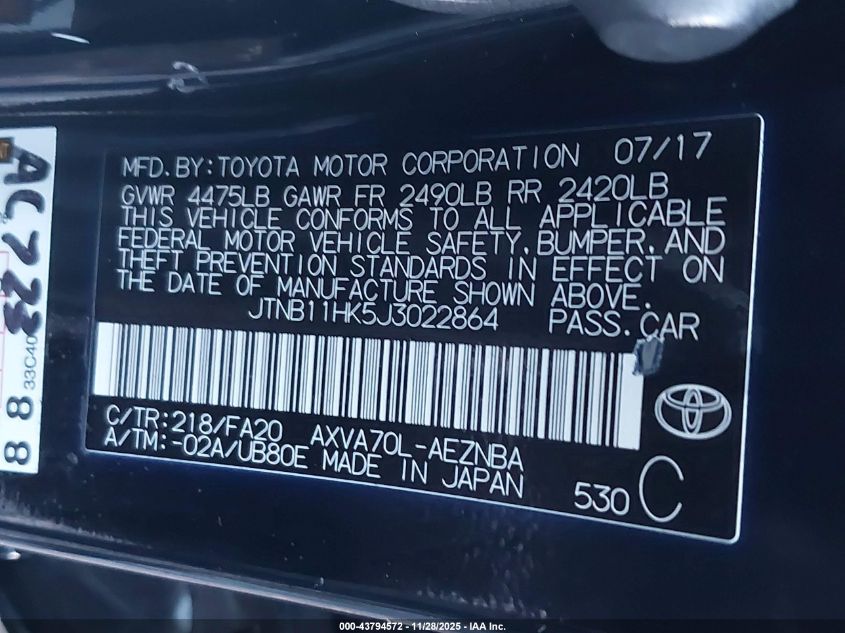 MFD.BY:TOYOTA MOTOR CORPORATION 07/17
GVWR 4475LB GAWR FR 2490LB RR 2420LB
THIS VEHICLE CONFORMS TO ALL APPLICABLE
FEDERAL MOTOR VEHICLE SAFETY,BUMPER,AND
THEFT PREVENTION STANDARDS IN EFFECT ON
THE DATE OF MANUFACTURE SHOWN ABOVE.
JTNB11HK5J3022864 PASS.CAR
C/TR:218/FA20 AXVA70L-AEZNBA
A/TM:-02A/UB80E MADE IN JAPAN
530 C
AC723
33C40
88
000-43794572 - 11/28/2025 - IAA Inc.